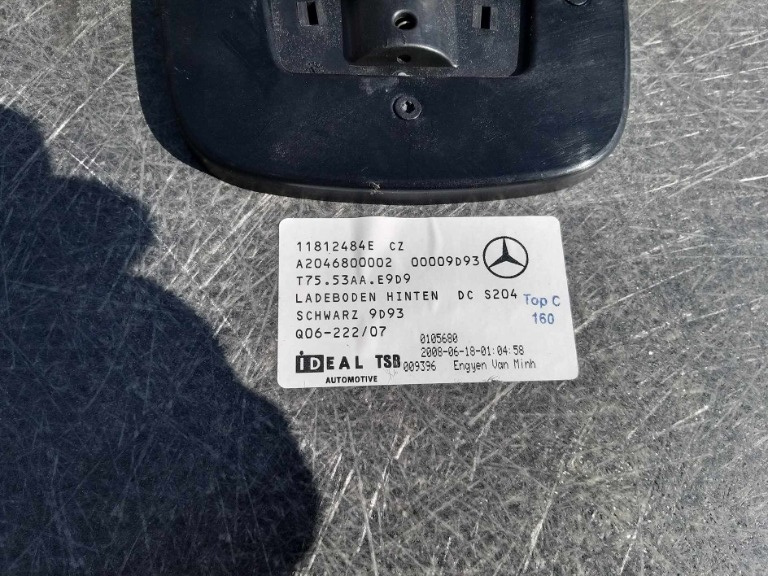 11812484E CZ
A2046800002 00009D93
T75.53AA.E9D9
LADEBODEN HINTEN DC S204
SCHWARZ 9D93
Q06-222/07
Top C
160
0105680
2008-06-18-01:04:58
009396 Engyen Van Minh
IDEAL TSB
AUTOMOTIVE